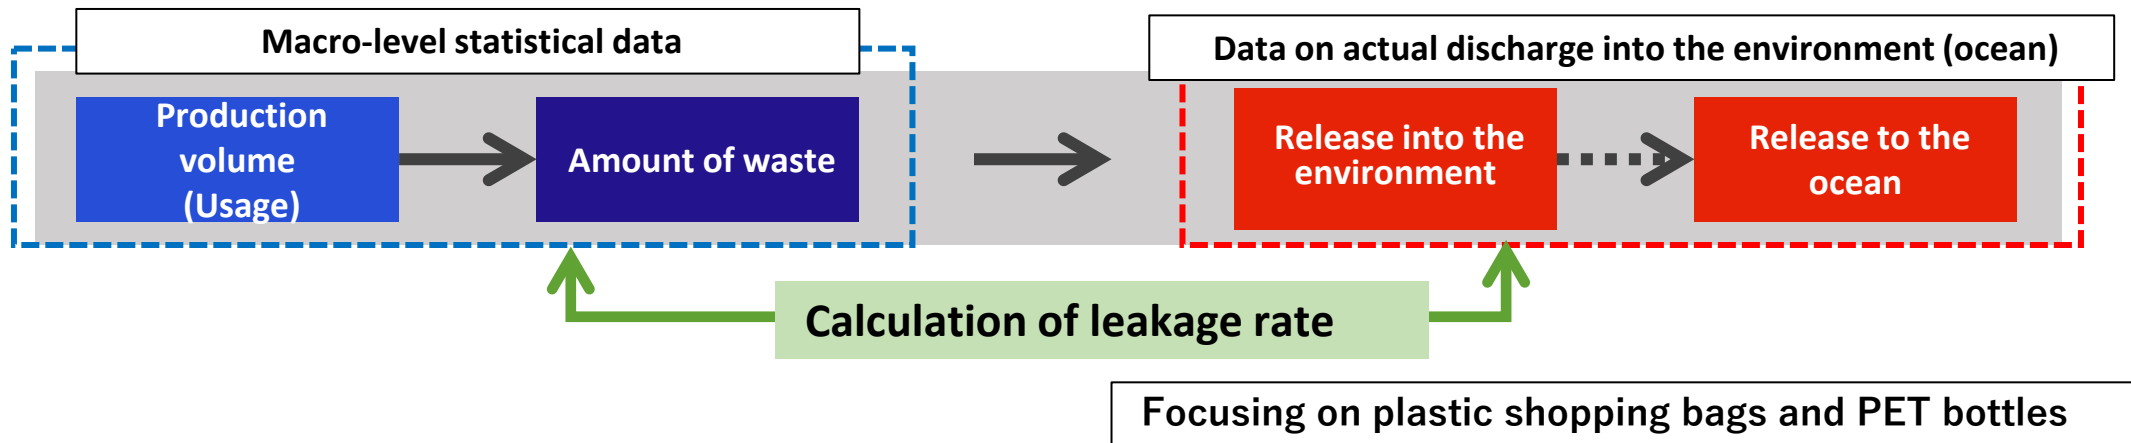 Macro-level statistical data
Data on actual discharge into the environment (ocean)
Production
volume
(Usage)
Amount of waste
Release into the
environment
Release to the
ocean
Calculation of leakage rate
Focusing on plastic shopping bags and PET bottles